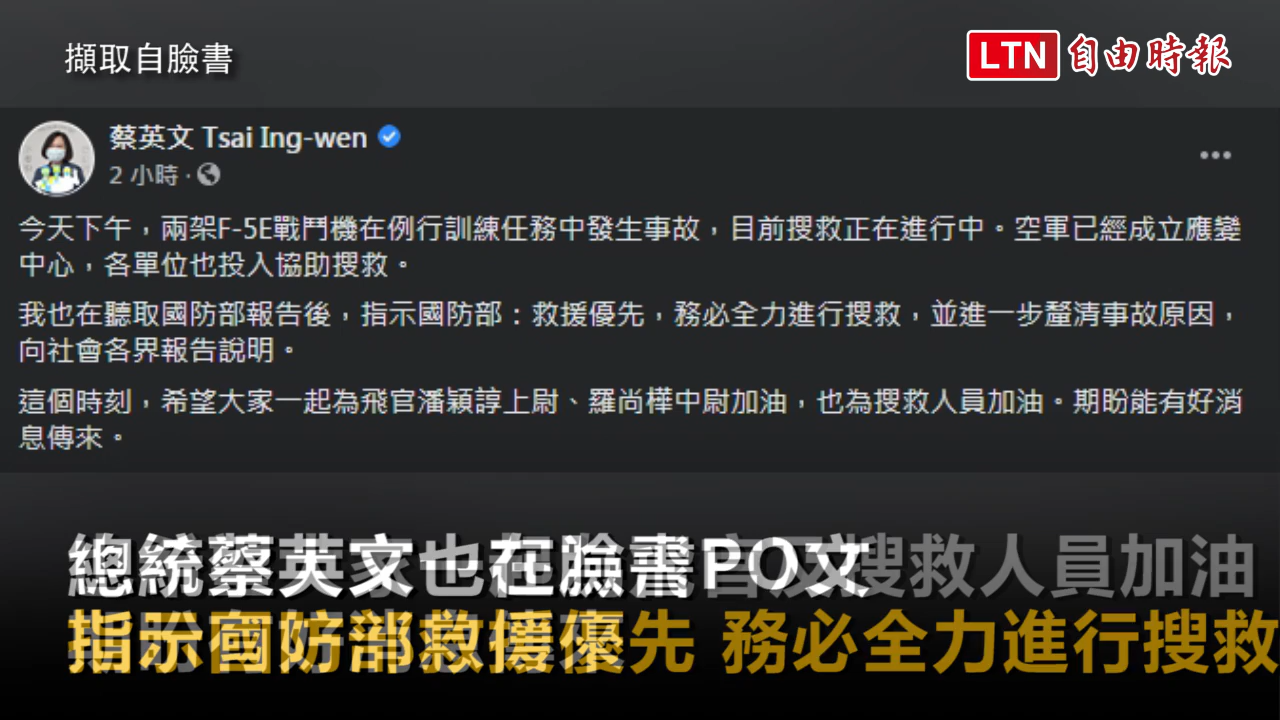 擷取自臉書
LTN 自由時報
蔡英文 Tsai Ing-wen
2 小時 ·
今天下午，兩架F-5E戰鬥機在例行訓練任務中發生事故，目前搜救正在進行中。空軍已經成立應變
中心，各單位也投入協助搜救。
我也在聽取國防部報告後，指示國防部：救援優先，務必全力進行搜救，並進一步釐清事故原因，
向社會各界報告說明。
這個時刻，希望大家一起為飛官潘穎諄上尉、羅尚樺中尉加油，也為搜救人員加油。期盼能有好消
息傳來。
總統蔡英文也在臉書PO文
搜救人員加油
指示國防部救援優先 務必全力進行搜救